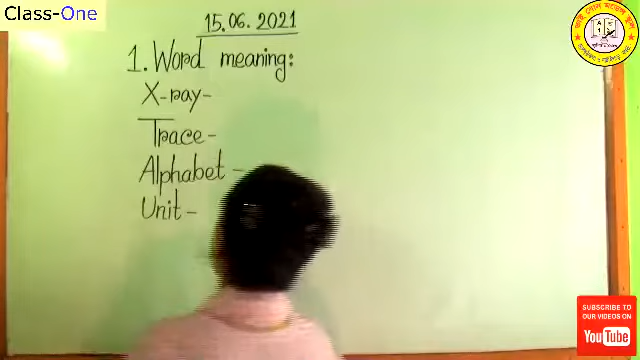 Class-One
15.06.2021
1. Word meaning:
X-ray-
Trace-
Alphabet-
Unit-
SUBSCRIBE TO
OUR VIDEOS ON
YouTube